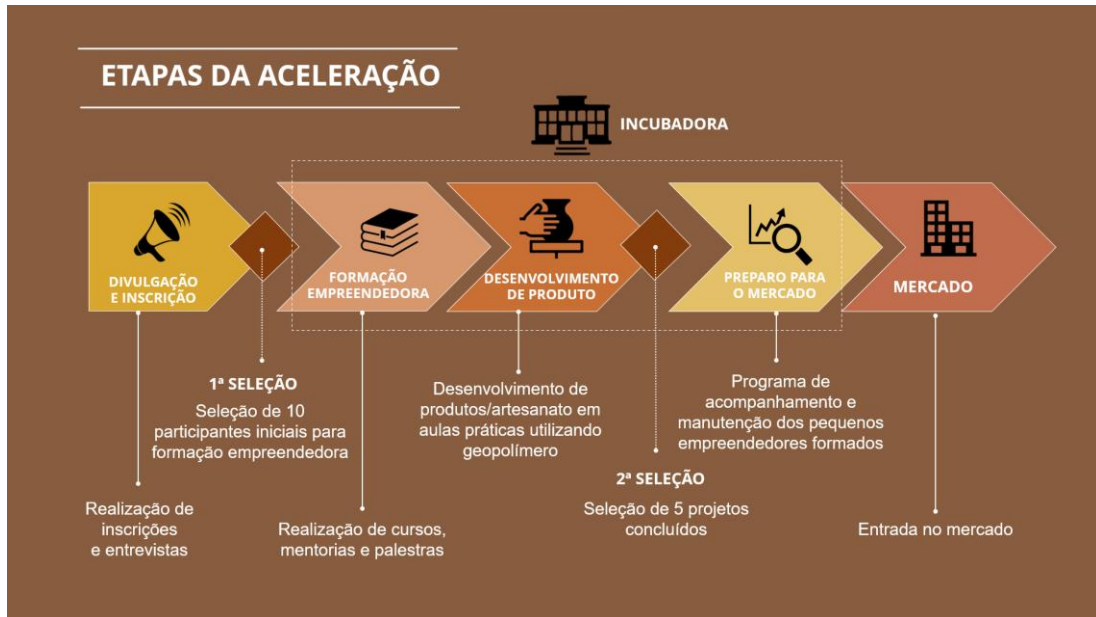 ETAPAS DA ACELERAÇÃO
INCUBADORA
DIVULGAÇÃO
E INSCRIÇÃO
FORMAÇÃO
EMPREENDEDORA
DESENVOLVIMENTO
DE PRODUTO
PREPARO PARA
O MERCADO
MERCADO
1ª SELEÇÃO
Seleção de 10
participantes iniciais para
formação empreendedora
Desenvolvimento de
produtos/artesanato em
aulas práticas utilizando
geopolímero
Programa de
acompanhamento e
manutenção dos pequenos
empreendedores formados
2ª SELEÇÃO
Seleção de 5 projetos
concluídos
Realização de
inscrições
e entrevistas
Realização de cursos,
mentorias e palestras
Entrada no mercado